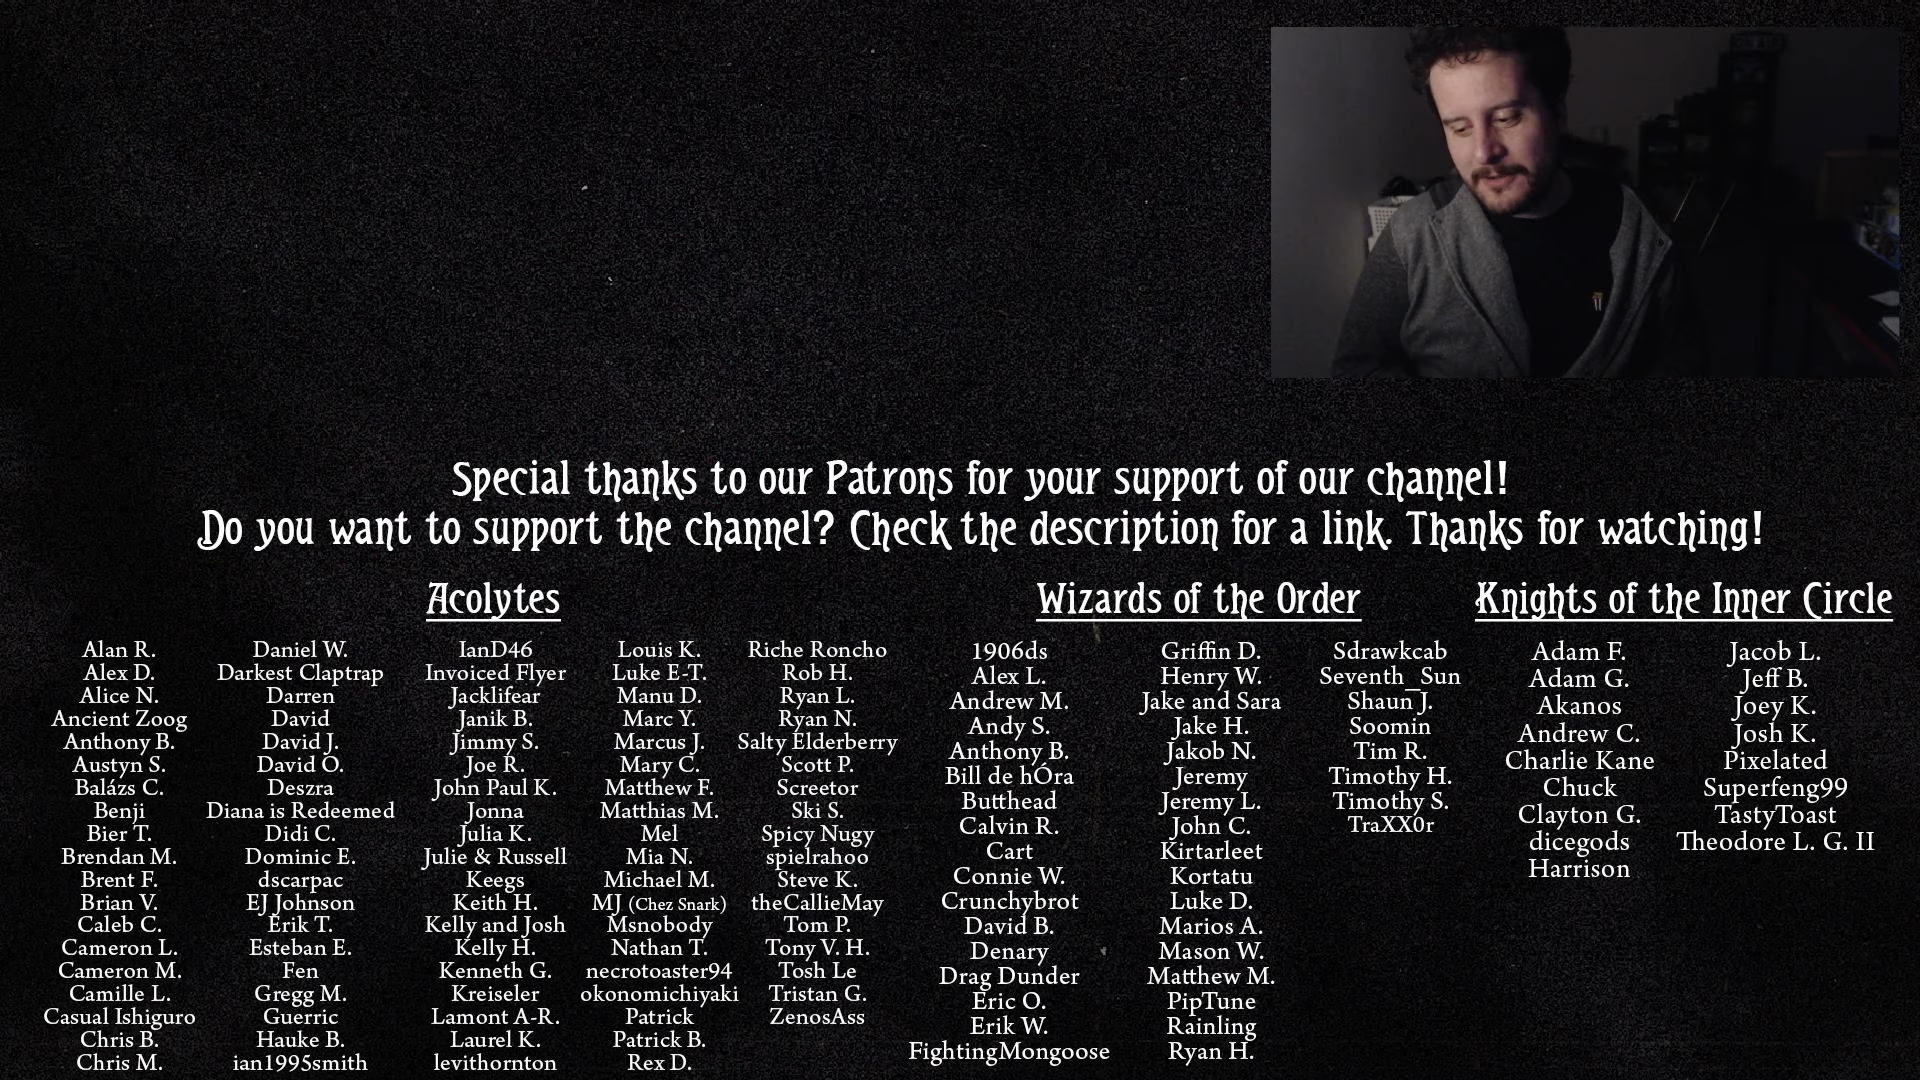 Special thanks to our Patrons for your support of our channel!
Do you want to support the channel? Check the description for a link. Thanks for watching!
Acolytes
Alan R.
Alex D.
Alice N.
Ancient Zoog
Anthony B.
Austyn S.
Balázs C.
Benji
Bier T.
Brendan M.
Brent F.
Brian V.
Caleb C.
Cameron L.
Cameron M.
Camille L.
Casual Ishiguro
Chris B.
Chris M.
Daniel W.
Darkest Claptrap
Darren
David
David J.
David O.
Deszra
Diana is Redeemed
Didi C.
Dominic E.
dscarpac
EJ Johnson
Erik T.
Esteban E.
Fen
Gregg M.
Guerric
Hauke B.
ian1995smith
IanD46
Invoiced Flyer
Jacklifear
Janik B.
Jimmy S.
Joe R.
John Paul K.
Jonna
Julia K.
Julie & Russell
Keegs
Keith H.
Kelly and Josh
Kelly H.
Kenneth G.
Kreiseler
Lamont A-R.
Laurel K.
levithornton
Louis K.
Luke E-T.
Manu D.
Marc Y.
Marcus J.
Mary C.
Matthew F.
Matthias M.
Mel
Mia N.
Michael M.
MJ (Chez Snark)
Msnobody
Nathan T.
necrotoaster94
okonomichiyaki
Patrick
Patrick B.
Rex D.
Riche Roncho
Rob H.
Ryan L.
Ryan N.
Salty Elderberry
Scott P.
Screetor
Ski S.
Spicy Nugy
spielrahoo
Steve K.
theCallieMay
Tom P.
Tony V. H.
Tosh Le
Tristan G.
ZenosAss
Wizards of the Order
1906ds
Alex L.
Andrew M.
Andy S.
Anthony B.
Bill de hÓra
Butthead
Calvin R.
Cart
Connie W.
Crunchybrot
David B.
Denary
Drag Dunder
Eric O.
Erik W.
FightingMongoose
Griffin D.
Henry W.
Jake and Sara
Jake H.
Jakob N.
Jeremy
Jeremy L.
John C.
Kirtarleet
Kortatu
Luke D.
Marios A.
Mason W.
Matthew M.
PipTune
Rainling
Ryan H.
Sdrawkcab
Seventh_Sun
Shaun J.
Soomin
Tim R.
Timothy H.
Timothy S.
TraXX0r
Knights of the Inner Circle
Adam F.
Adam G.
Akanos
Andrew C.
Charlie Kane
Chuck
Clayton G.
dicegods
Harrison
Jacob L.
Jeff B.
Joey K.
Josh K.
Pixelated
Superfeng99
TastyToast
Theodore L. G. II